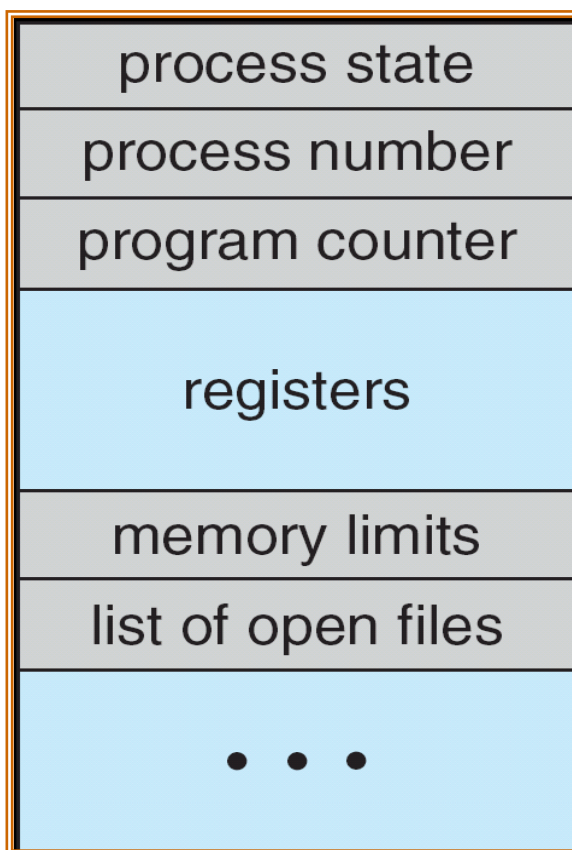 process state
process number
program counter
registers
memory limits
list of open files
• • •